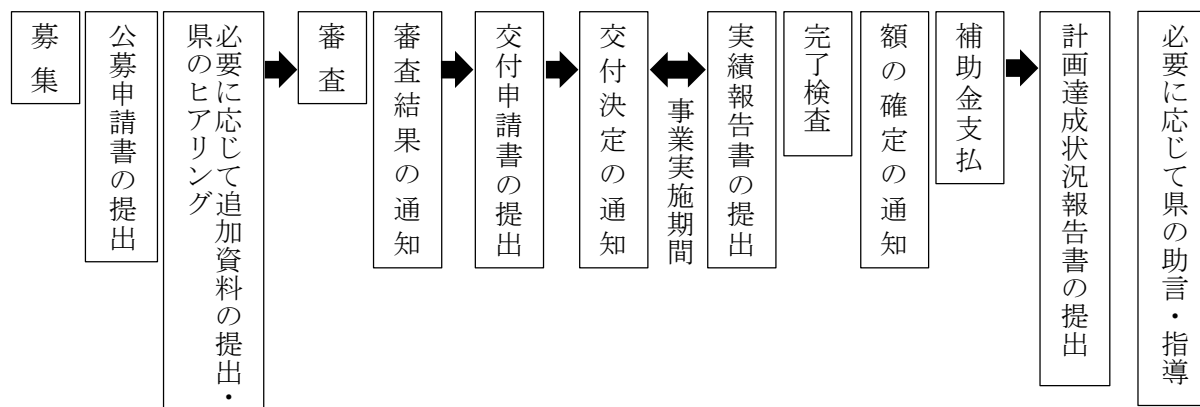 募集
公募申請書の提出
必要に応じて追加資料の提出・
県のヒアリング
審査
審査結果の通知
交付申請書の提出
交付決定の通知
事業実施期間
実績報告書の提出
完了検査
額の確定の通知
補助金支払
計画達成状況報告書の提出
必要に応じて県の助言・指導